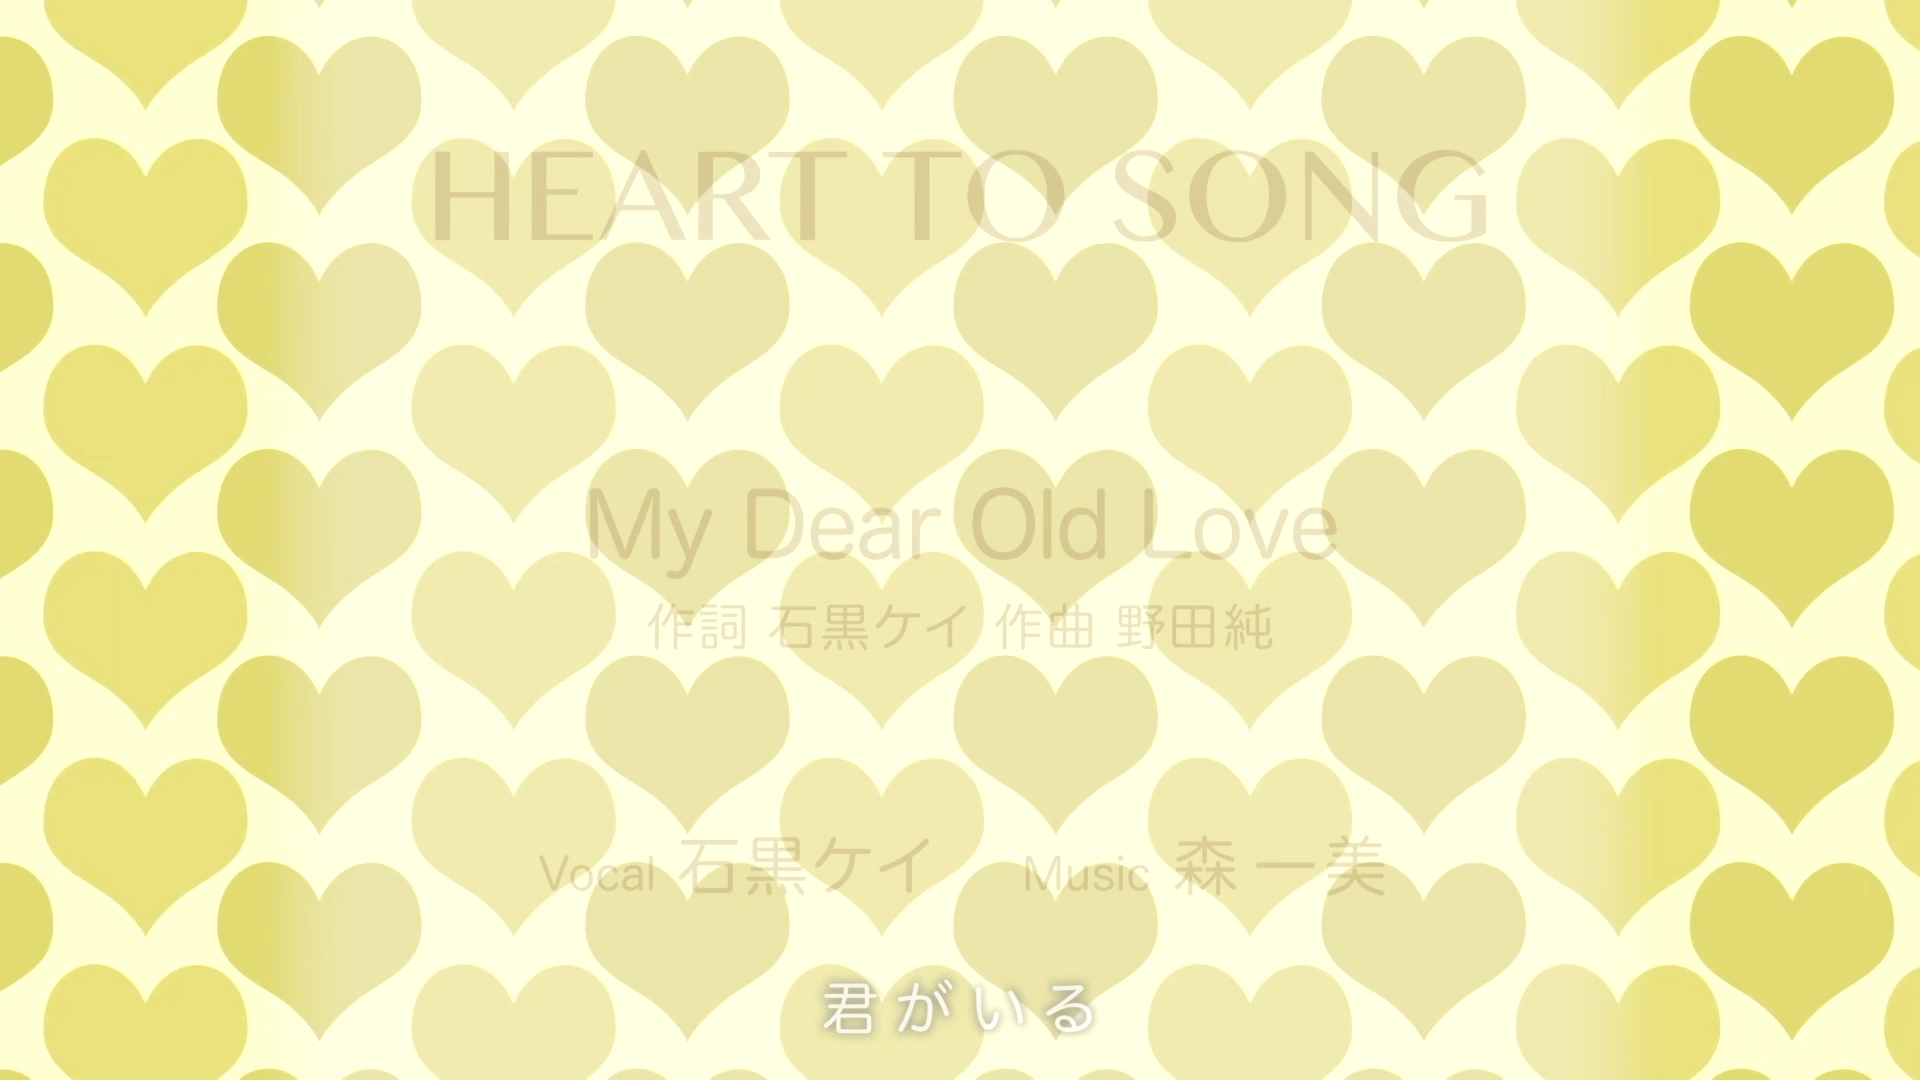 HEART TO SONG
My Dear Old Love
作詞 石黒ケイ 作曲 野田純
Vocal 石黒ケイ Music 森一美
君がいる